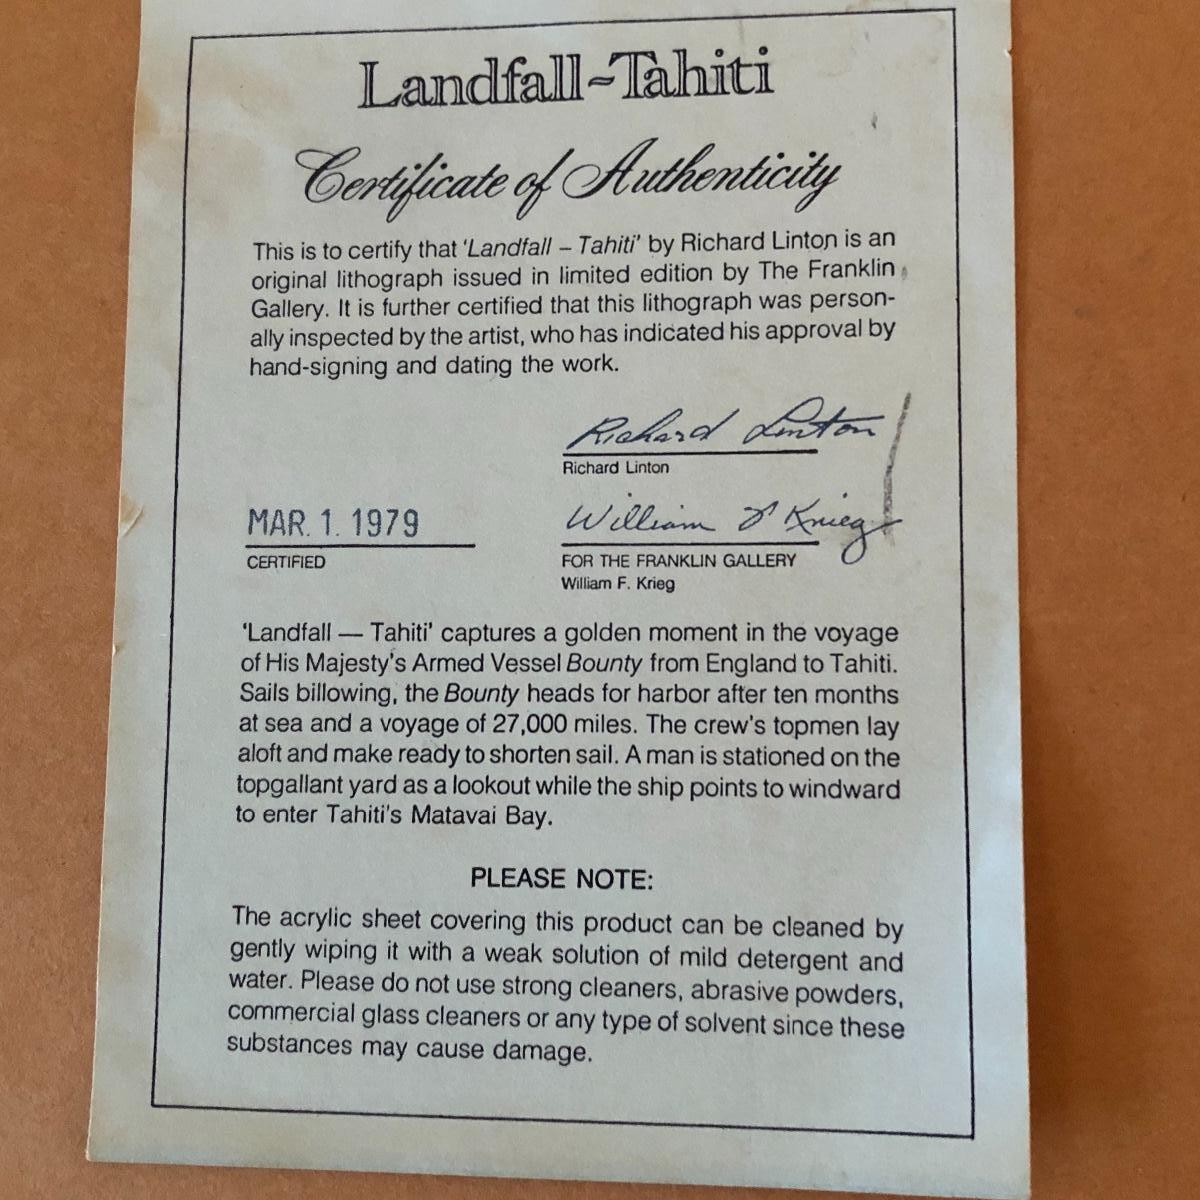 Landfall~Tahiti
Certificate of Authenticity
This is to certify that 'Landfall – Tahiti' by Richard Linton is an
original lithograph issued in limited edition by The Franklin
Gallery. It is further certified that this lithograph was person-
ally inspected by the artist, who has indicated his approval by
hand-signing and dating the work.
Richard Linton
Richard Linton
MAR. 1. 1979
William F Krieg
CERTIFIED
FOR THE FRANKLIN GALLERY
William F. Krieg
'Landfall — Tahiti' captures a golden moment in the voyage
of His Majesty's Armed Vessel Bounty from England to Tahiti.
Sails billowing, the Bounty heads for harbor after ten months
at sea and a voyage of 27,000 miles. The crew's topmen lay
aloft and make ready to shorten sail. A man is stationed on the
topgallant yard as a lookout while the ship points to windward
to enter Tahiti's Matavai Bay.
PLEASE NOTE:
The acrylic sheet covering this product can be cleaned by
gently wiping it with a weak solution of mild detergent and
water. Please do not use strong cleaners, abrasive powders,
commercial glass cleaners or any type of solvent since these
substances may cause damage.